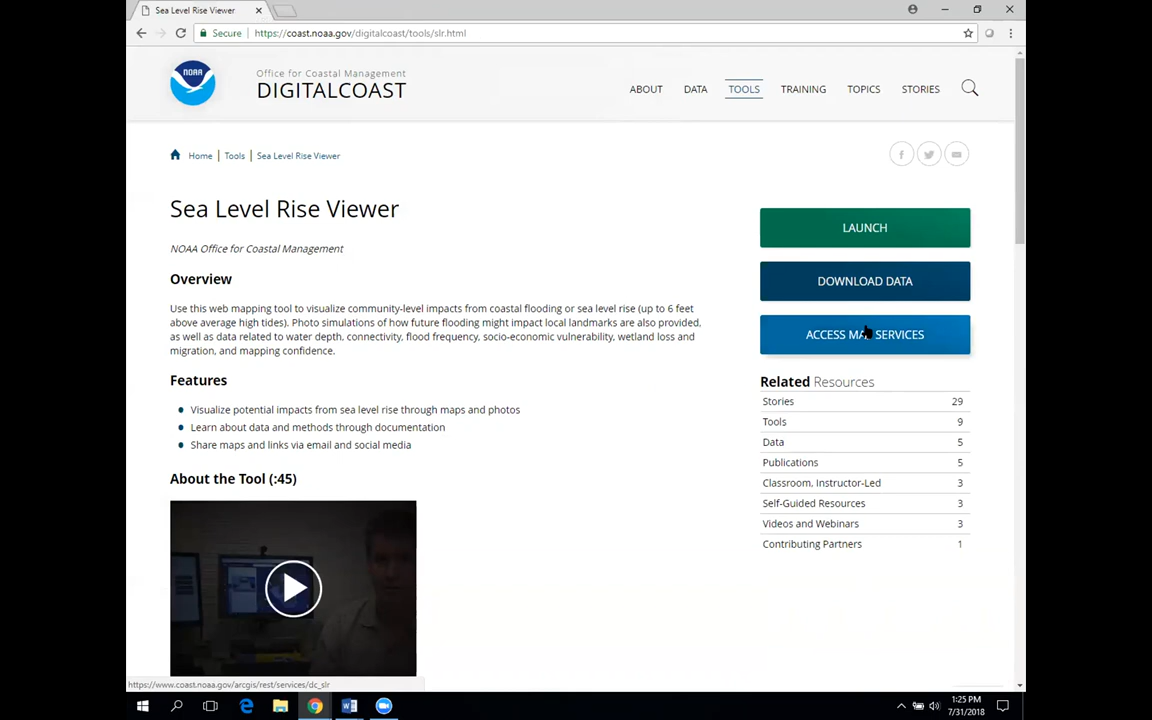 Sea Level Rise Viewer
Secure
https://coast.noaa.gov/digitalcoast/tools/slr.html
NOAA
Office for Coastal Management
DIGITALCOAST
ABOUT DATA TOOLS TRAINING TOPICS STORIES
Home | Tools | Sea Level Rise Viewer
Sea Level Rise Viewer
NOAA Office for Coastal Management
Overview
Use this web mapping tool to visualize community-level impacts from coastal flooding or sea level rise (up to 6 feet
above average high tides). Photo simulations of how future flooding might impact local landmarks are also provided,
as well as data related to water depth, connectivity, flood frequency, socio-economic vulnerability, wetland loss and
migration, and mapping confidence.
Features
Visualize potential impacts from sea level rise through maps and photos
Learn about data and methods through documentation
Share maps and links via email and social media
About the Tool (:45)
LAUNCH
DOWNLOAD DATA
ACCESS MAP SERVICES
Related Resources
Stories 29
Tools 9
Data 5
Publications 5
Classroom, Instructor-Led 3
Self-Guided Resources 3
Videos and Webinars 3
Contributing Partners 1
https://www.coast.noaa.gov/arcgis/rest/services/dc_slr
1:25 PM
7/31/2018